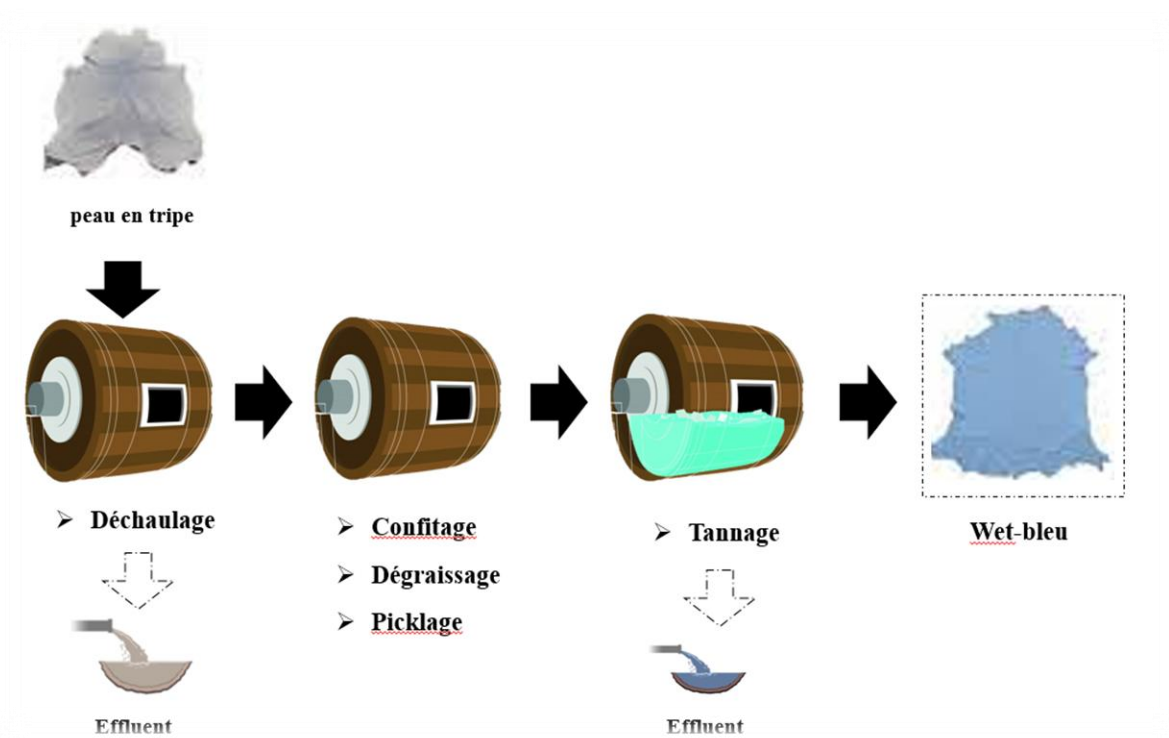 peau en tripe
➢ Déchaulage
➢ Confitage
➢ Dégraissage
➢ Picklage
➢ Tannage
Wet-bleu
Effluent
Effluent